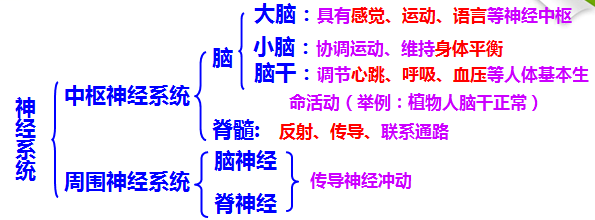 大脑：具有感觉、运动、语言等神经中枢
脑
小脑：协调运动、维持身体平衡
脑干：调节心跳、呼吸、血压等人体基本生
命活动（举例：植物人脑干正常）
中枢神经系统
脊髓：反射、传导、联系通路
神经系统
脑神经
周围神经系统
传导神经冲动
脊神经